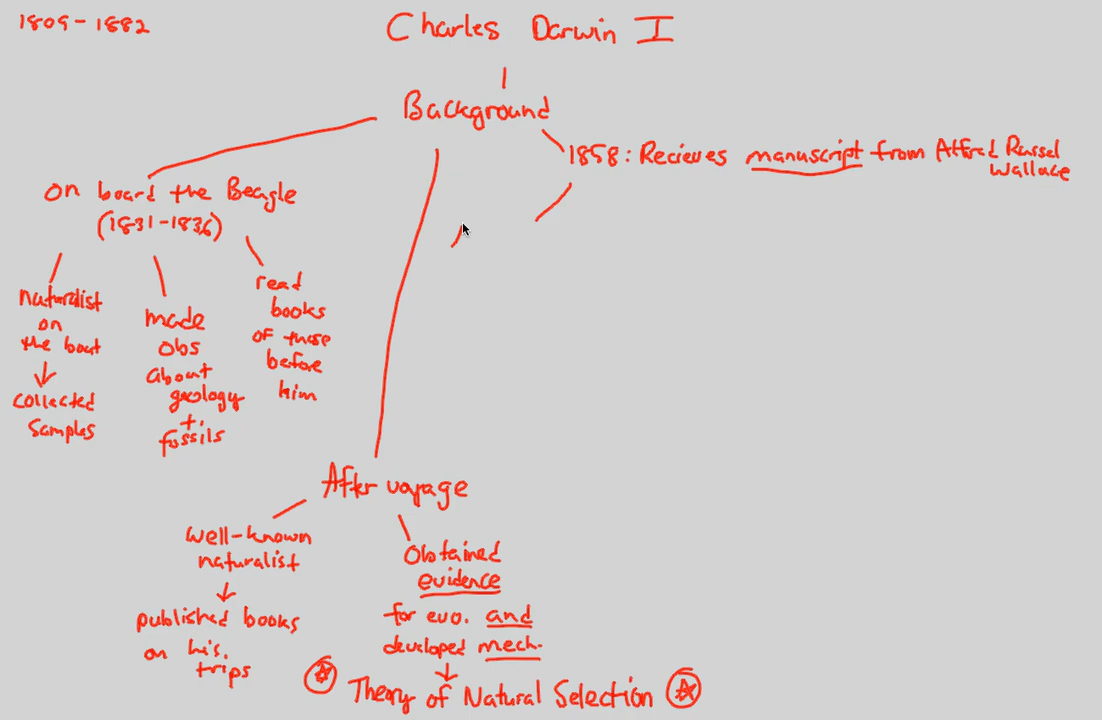 1809-1882
Charles Darwin I
Background
1858: Recieves manuscript from Alfred Russel
Wallace
On board the Beagle
(1831-1836)
naturalist
on
the boat
collected
samples
made
obs
about
geology
+
fossils
read
books
of those
before
him
After voyage
well-known
naturalist
published books
on his
trips
Obtained
evidence
for evo. and
developed mech.
Theory of Natural Selection